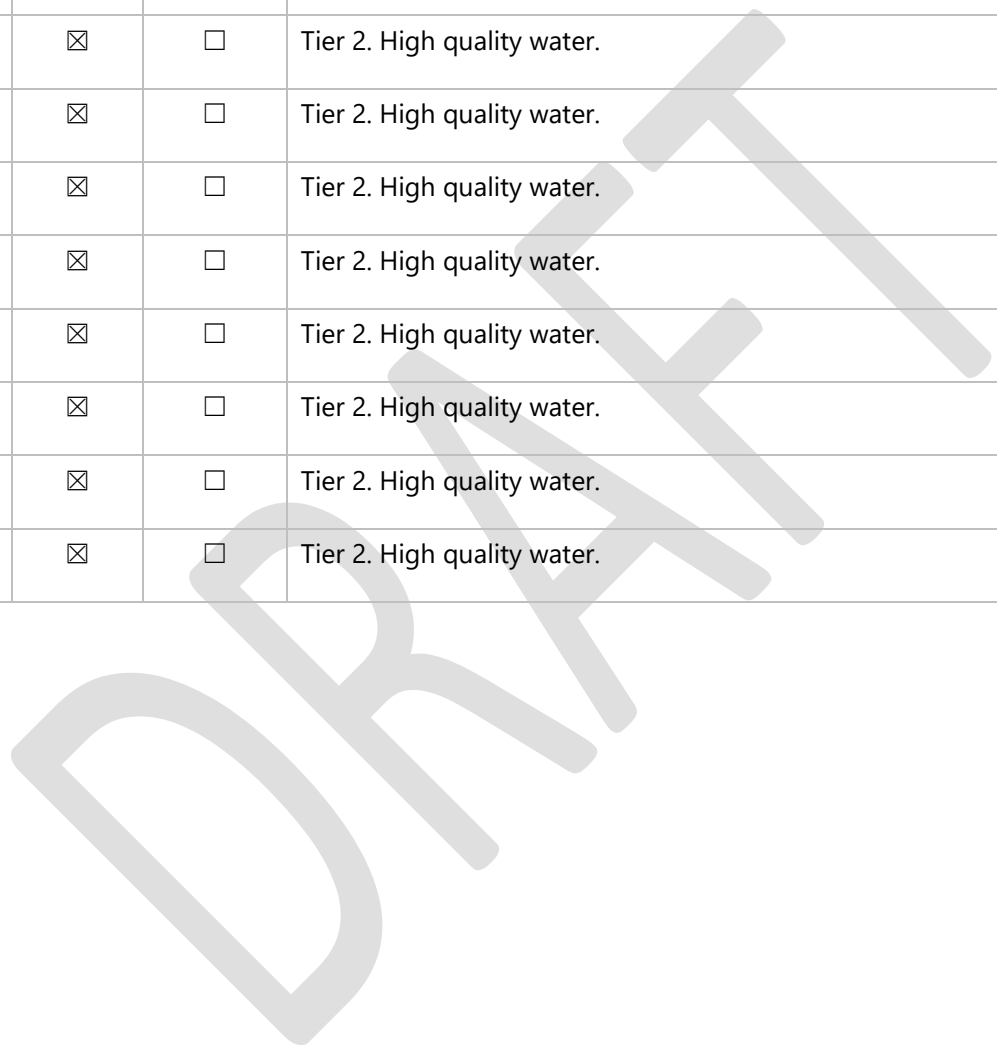 ☒ ☐ Tier 2. High quality water.
☒ ☐ Tier 2. High quality water.
☒ ☐ Tier 2. High quality water.
☒ ☐ Tier 2. High quality water.
☒ ☐ Tier 2. High quality water.
☒ ☐ Tier 2. High quality water.
☒ ☐ Tier 2. High quality water.
☒ ☐ Tier 2. High quality water.
DRAFT